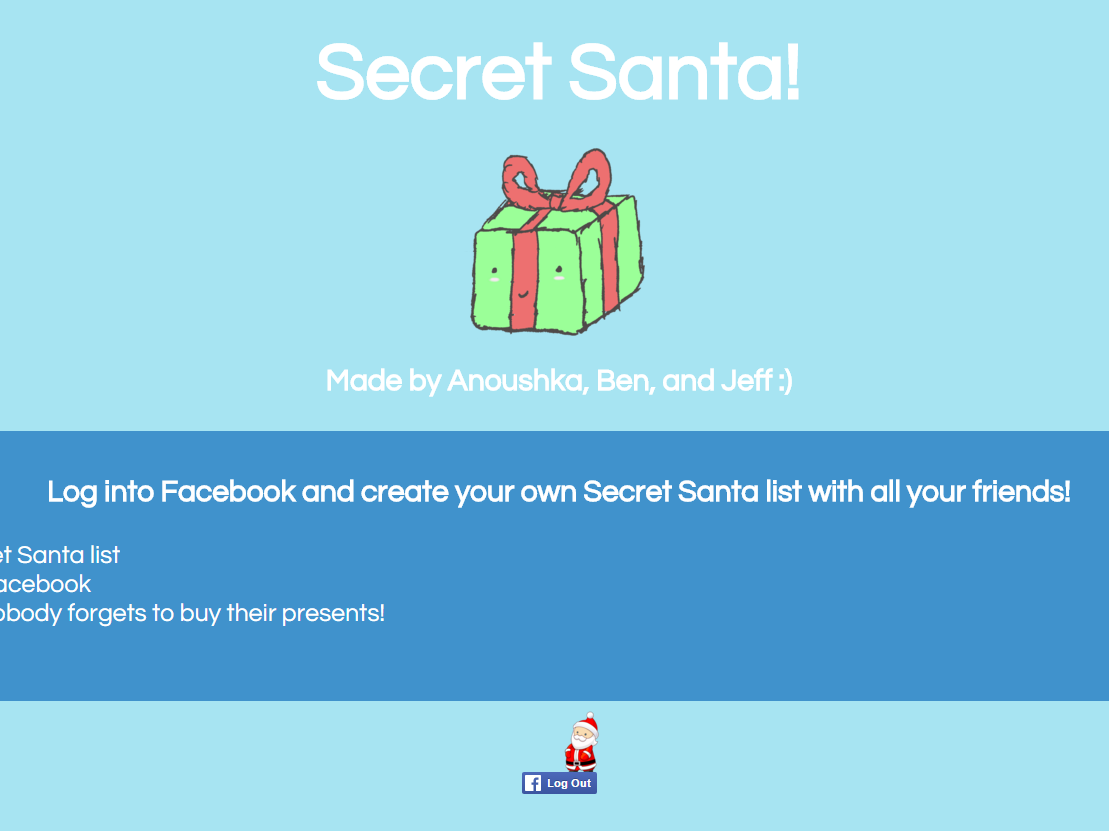 Secret Santa!
Made by Anoushka, Ben, and Jeff :)
Log into Facebook and create your own Secret Santa list with all your friends!
et Santa list
acebook
obody forgets to buy their presents!
Log Out